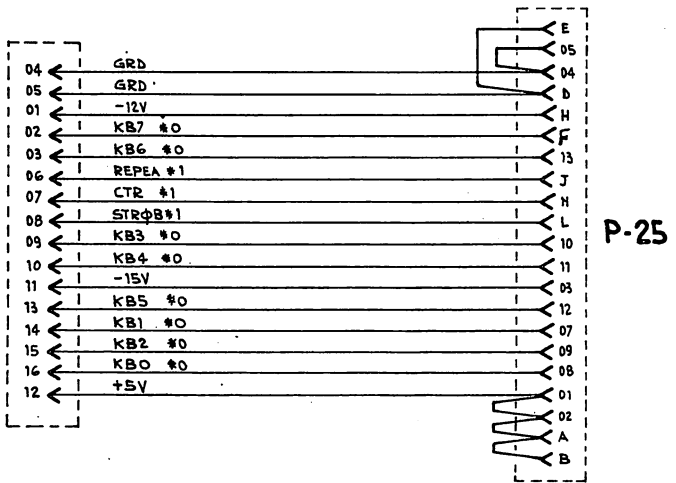 E
05
04 GRD 04
05 GRD D
01 -12V H
02 KB7 *0 F
03 KB6 *0 13
06 REPEA *1 J
07 CTR *1 H
08 STRØB*1 L
09 KB3 *0 10
10 KB4 *0 11
11 -15V 03
13 KB5 *0 12
14 KB1 *0 07
15 KB2 *0 09
16 KB0 *0 08
12 +5V 01
02
A
B
P-25